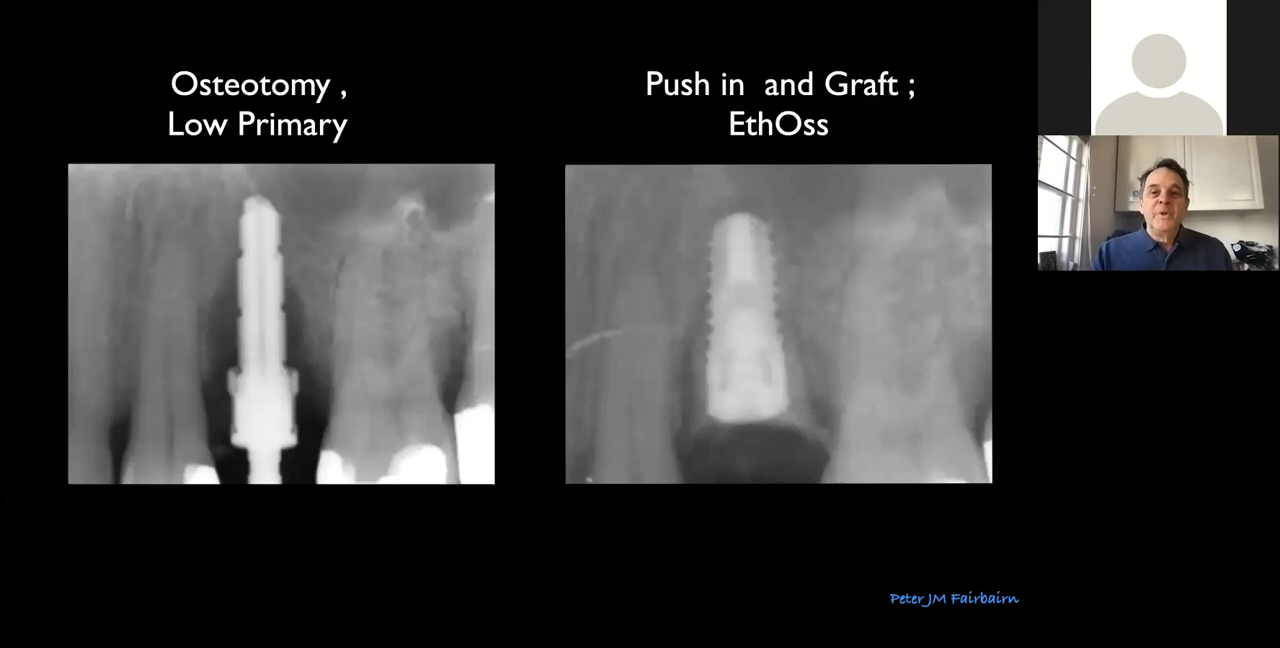 Osteotomy ,
Low Primary
Push in  and Graft ;
EthOss
Peter JM Fairbairn